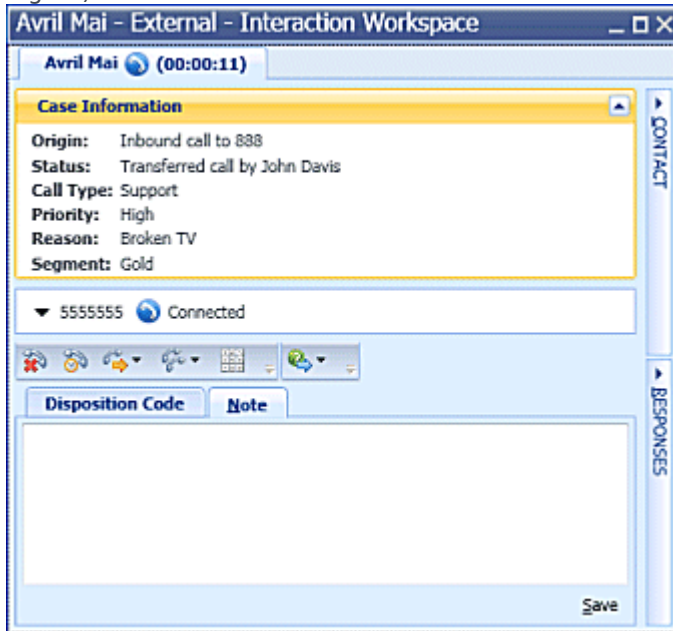 Avril Mai - External - Interaction Workspace
Avril Mai (00:00:11)
Case Information
Origin: Inbound call to 888
Status: Transferred call by John Davis
Call Type: Support
Priority: High
Reason: Broken TV
Segment: Gold
5555555 Connected
Disposition Code Note
Save
CONTACT
RESPONSES